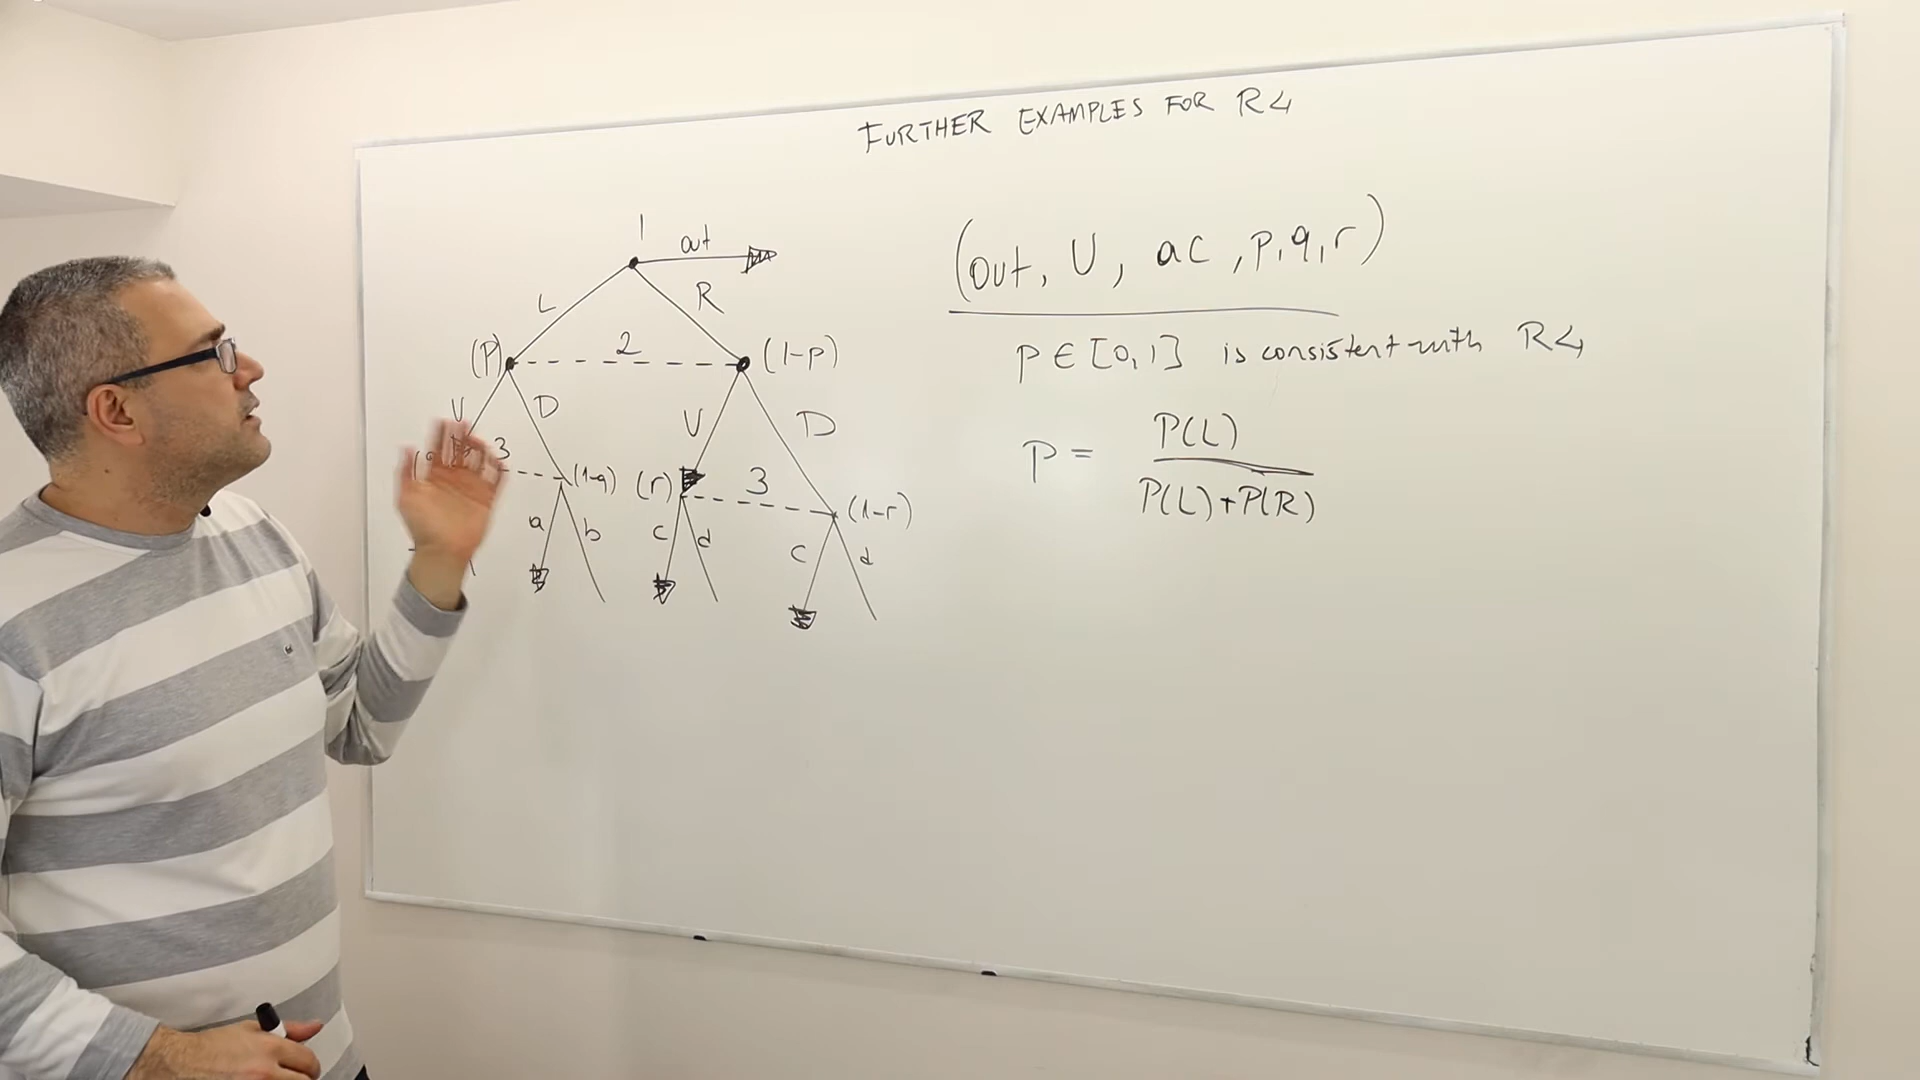 FURTHER EXAMPLES FOR R4
(out, U, ac, p, q, r)
p ∈ [0, 1] is consistent with R4
P = P(L)
P(L)+P(R)
1
out
L
R
(p)
2
(1-p)
U
D
U
D
3
(1-q)
(r)
3
(1-r)
a
b
c
d
c
d